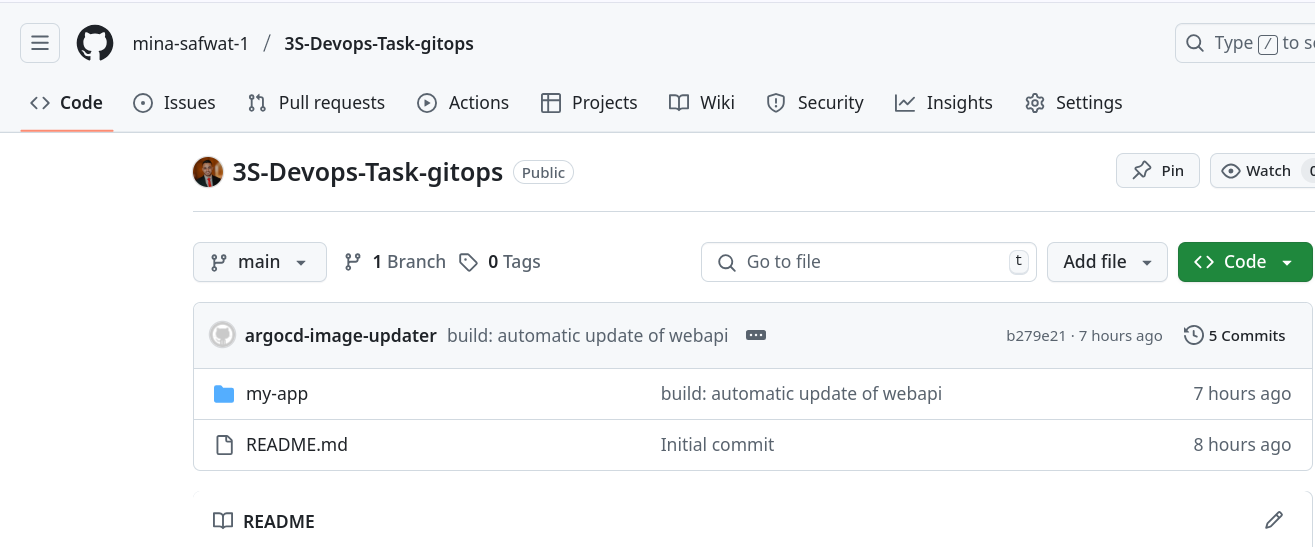 mina-safwat-1 / 3S-Devops-Task-gitops Type / to s
Code Issues Pull requests Actions Projects Wiki Security Insights Settings
3S-Devops-Task-gitops Public Pin Watch 0
main 1 Branch 0 Tags Go to file t Add file Code
argocd-image-updater build: automatic update of webapi b279e21 · 7 hours ago 5 Commits
my-app build: automatic update of webapi 7 hours ago
README.md Initial commit 8 hours ago
README